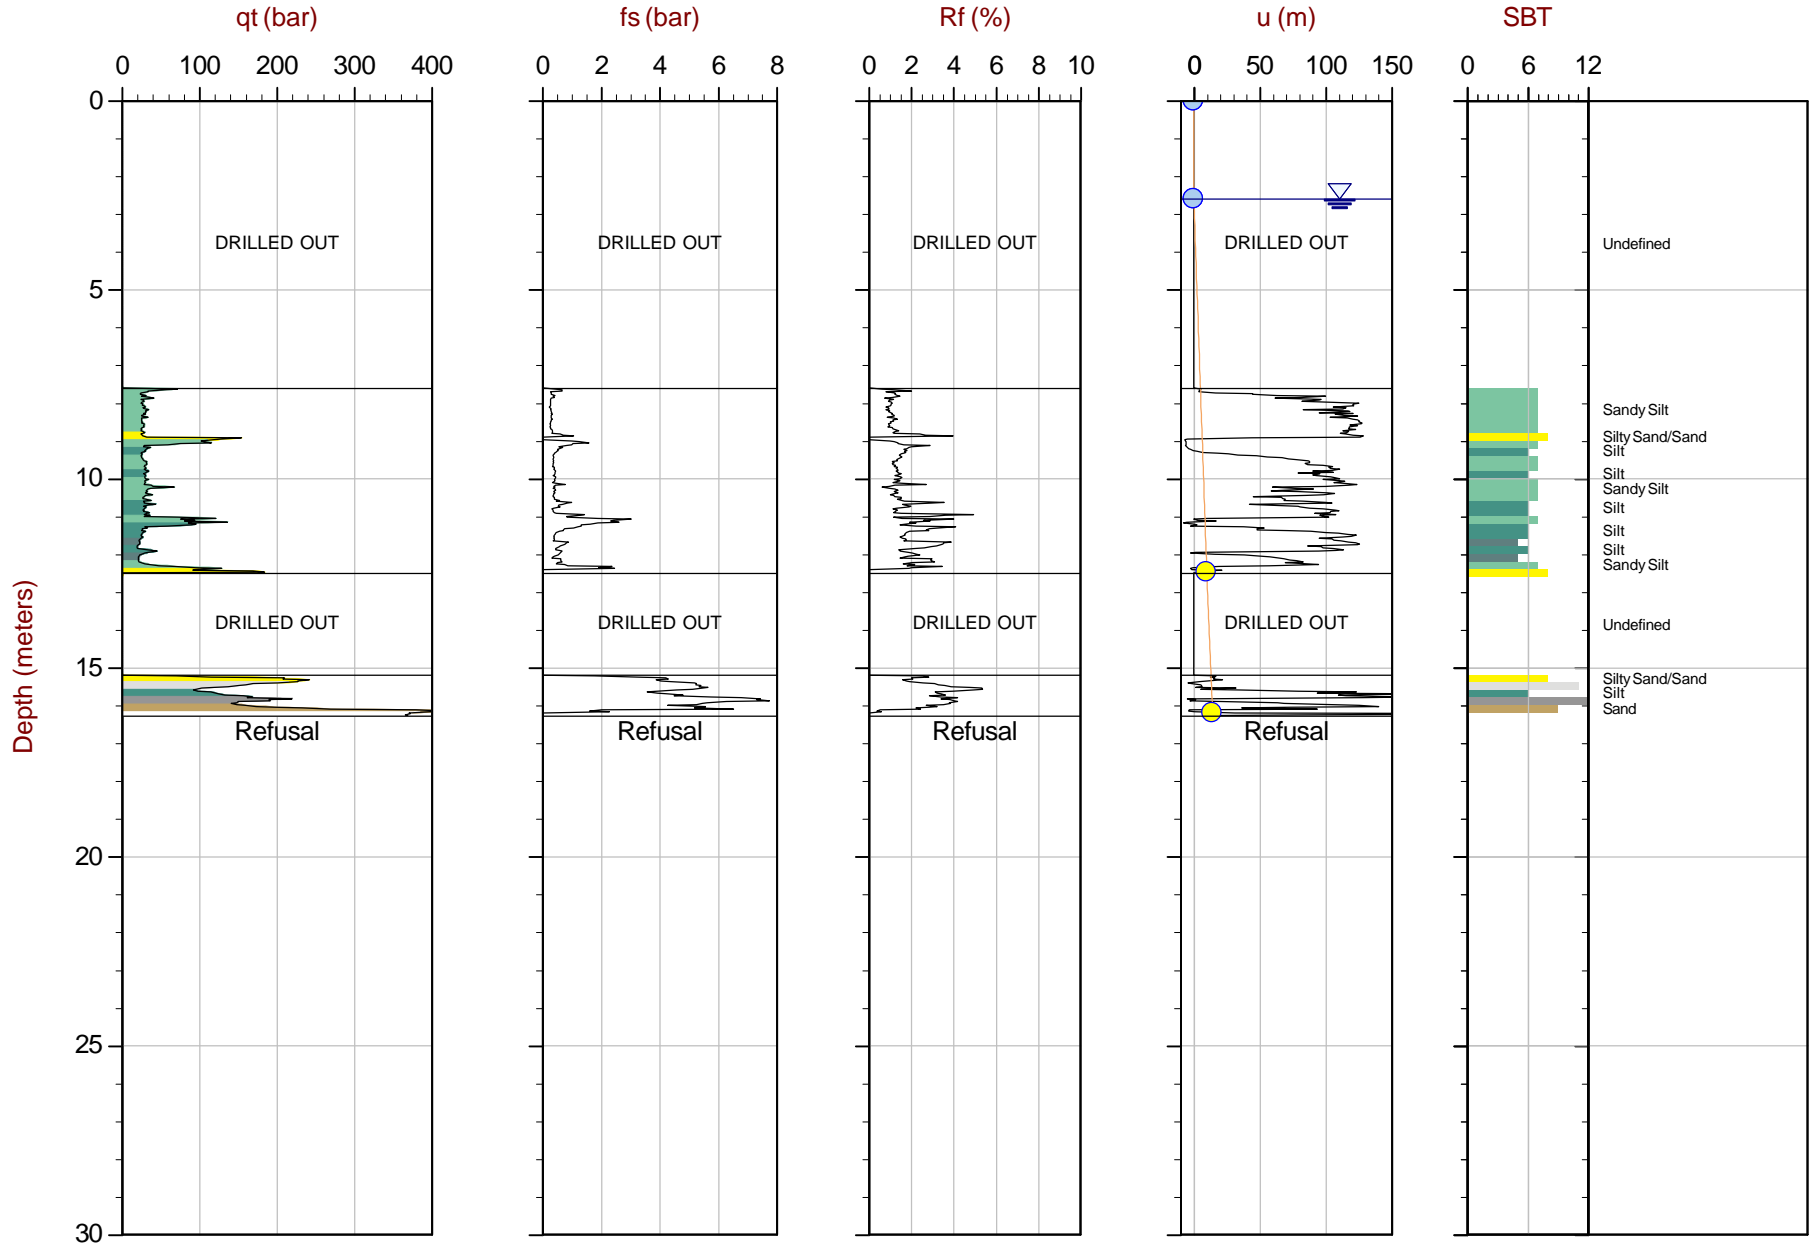 qt (bar) fs (bar) Rf (%) u (m) SBT
0 100 200 300 400 0 2 4 6 8 0 2 4 6 8 10 0 50 100 150 0 6 12
0
DRILLED OUT DRILLED OUT DRILLED OUT DRILLED OUT Undefined
5
Sandy Silt
Silty Sand/Sand
Silt
Silt
10
Sandy Silt
Silt
Silt
Silt
Sandy Silt
DRILLED OUT DRILLED OUT DRILLED OUT DRILLED OUT Undefined
15
Silty Sand/Sand
Silt
Sand
Refusal Refusal Refusal Refusal
Depth (meters)
20
25
30